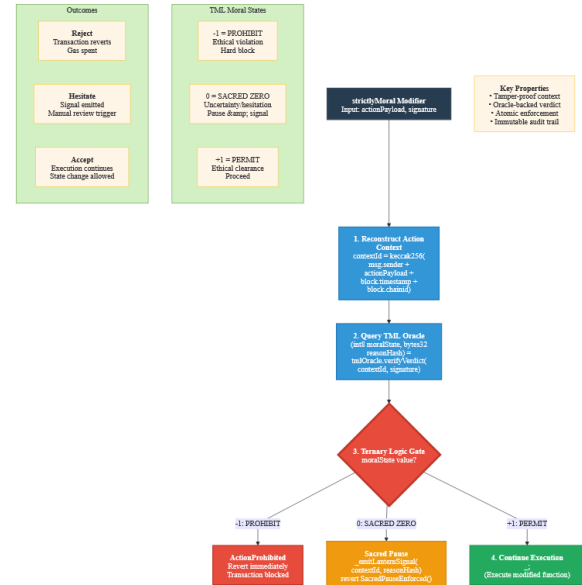 Outcomes
Reject
Transaction reverts
Gas spent
Hesitate
Signal emitted
Manual review trigger
Accept
Execution continues
State change allowed
TML Moral States
-1 = PROHIBIT
Ethical violation
Hard block
0 = SACRED ZERO
Uncertainty/hesitation
Pause &amp; signal
+1 = PERMIT
Ethical clearance
Proceed
strictlyMoral Modifier
Input: actionPayload, signature
Key Properties
• Tamper-proof context
• Oracle-backed verdict
• Atomic enforcement
• Immutable audit trail
1. Reconstruct Action
Context
contextId = keccak256(
msg.sender +
actionPayload +
block.timestamp +
block.chainid)
2. Query TML Oracle
(int8 moralState, bytes32
reasonHash) =
tmlOracle.verifyVerdict(
contextId, signature)
3. Ternary Logic Gate
moralState value?
-1: PROHIBIT
0: SACRED ZERO
+1: PERMIT
ActionProhibited
Revert immediately
Transaction blocked
Sacred Pause
_emitLanternSignal(
contextId, reasonHash)
revert SacredPauseEnforced()
4. Continue Execution
_;
(Execute modified function)